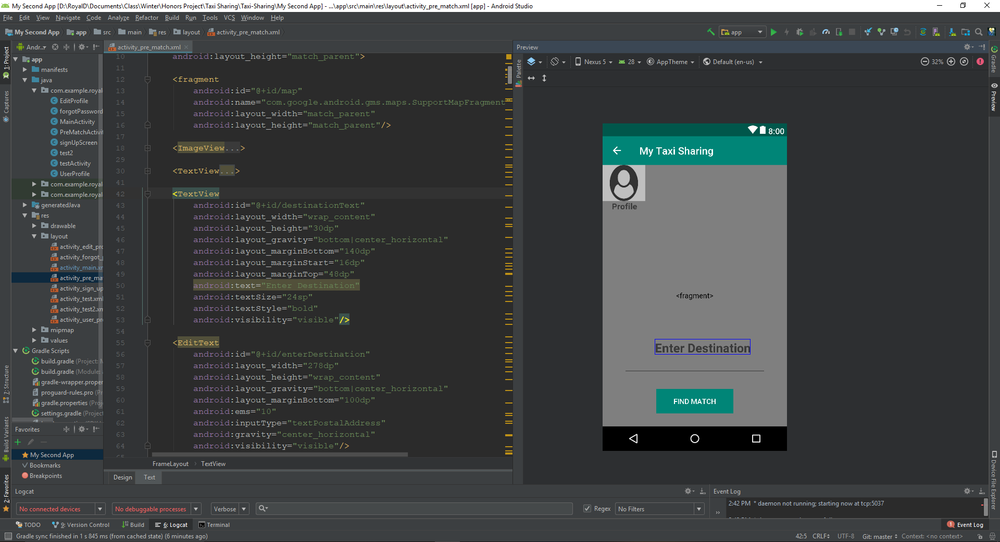 My Second App [D:\RoyalD\Documents\Class\Winter\Honors Project\Taxi Sharing\Taxi-Sharing\My Second App] - ...\app\src\main\res\layout\activity_pre_match.xml [app] - Android Studio
File Edit View Navigate Code Analyze Refactor Build Run Tools VCS Window Help
My Second App app src main res layout activity_pre_match.xml app
1: Project
Captures
7: Structure
Build Variants
2: Favorites
Andr...
app
manifests
java
com.example.royal
EditProfile
forgotPassword
MainActivity
PreMatchActivit
signUpScreen
test2
testActivity
UserProfile
com.example.royal
com.example.royal
generatedJava
res
drawable
layout
activity_edit_pro
activity_forgot_p
activity_main.xm
activity_pre_mat
activity_sign_up
activity_test.xml
activity_test2.xm
activity_user_pro
mipmap
values
Gradle Scripts
build.gradle (Project: M
build.gradle (Module:
gradle-wrapper.proper
proguard-rules.pro (Pr
gradle.properties (Proj
settings.gradle (Project
Favorites
My Second App
Bookmarks
Breakpoints
activity_pre_match.xml
10 android:layout_height="match_parent">
11
12 <fragment
13 android:id="@+id/map"
14 android:name="com.google.android.gms.maps.SupportMapFragment"
15 android:layout_width="match_parent"
16 android:layout_height="match_parent"/>
17
18 <ImageView...>
29
30 <TextView...>
41
42 <TextView
43 android:id="@+id/destinationText"
44 android:layout_width="wrap_content"
45 android:layout_height="30dp"
46 android:layout_gravity="bottom|center_horizontal"
47 android:layout_marginBottom="140dp"
48 android:layout_marginStart="16dp"
49 android:layout_marginTop="48dp"
50 android:text="Enter Destination"
51 android:textSize="24sp"
52 android:textStyle="bold"
53 android:visibility="visible"/>
54
55 <EditText
56 android:id="@+id/enterDestination"
57 android:layout_width="278dp"
58 android:layout_height="wrap_content"
59 android:layout_gravity="bottom|center_horizontal"
60 android:layout_marginBottom="100dp"
61 android:ems="10"
62 android:inputType="textPostalAddress"
63 android:gravity="center_horizontal"
64 android:visibility="visible"/>
65
FrameLayout TextView
Design Text
Preview
Palette
Nexus 5 28 AppTheme Default (en-us) 32%
8:00
My Taxi Sharing
Profile
<fragment>
Enter Destination
FIND MATCH
Gradle
Preview
Device File Explorer
Logcat
No connected devices No debuggable processes Verbose Regex No Filters
Event Log
2:42 PM * daemon not running; starting now at tcp:5037
TODO 9: Version Control Build 6: Logcat Terminal 1 Event Log
Gradle sync finished in 1 s 845 ms (from cached state) (6 minutes ago) 42:5 CRLF UTF-8 Git: master Context: <no context>